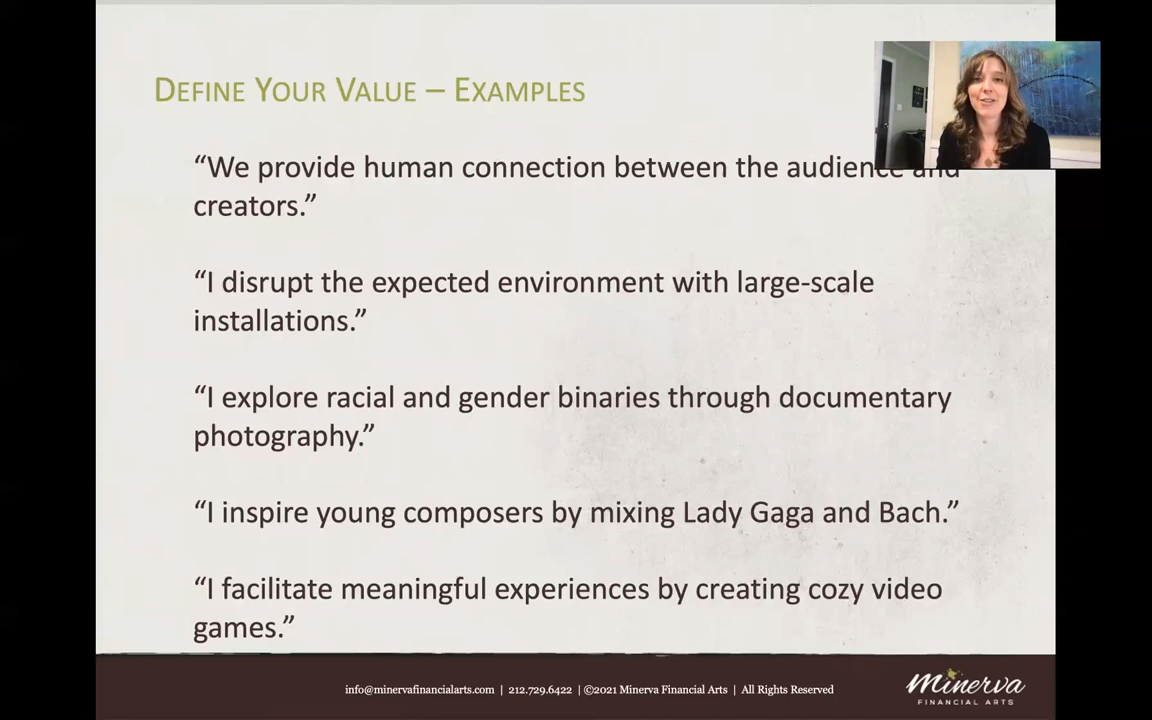 DEFINE YOUR VALUE – EXAMPLES
“We provide human connection between the audience and
creators.”
“I disrupt the expected environment with large-scale
installations.”
“I explore racial and gender binaries through documentary
photography.”
“I inspire young composers by mixing Lady Gaga and Bach.”
“I facilitate meaningful experiences by creating cozy video
games.”
info@minervafinancialarts.com | 212.729.6422 | ©2021 Minerva Financial Arts | All Rights Reserved
Minerva
FINANCIAL ARTS